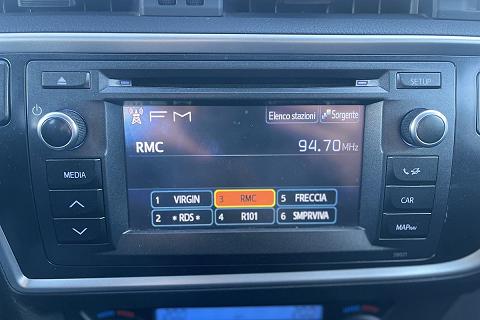 SETUP
FM
Elenco stazioni
Sorgente
RMC
94.70MHz
MEDIA
CAR
MAPNAV
1 VIRGIN
3 RMC
5 FRECCIA
2 *RDS*
4 R101
6 SMPRVIVA